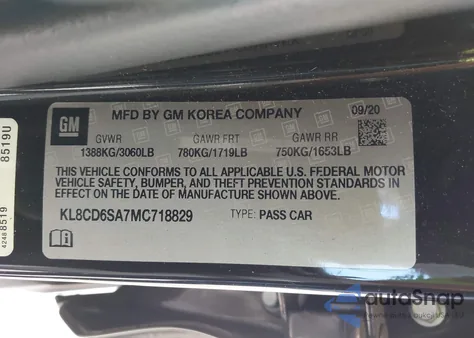 GM
MFD BY GM KOREA COMPANY
09/20
GVWR GAWR FRT GAWR RR
1388KG/3060LB 780KG/1719LB 750KG/1653LB
THIS VEHICLE CONFORMS TO ALL APPLICABLE U.S. FEDERAL MOTOR
VEHICLE SAFETY, BUMPER, AND THEFT PREVENTION STANDARDS
IN EFFECT ON THE DATE OF MANUFACTURE SHOWN ABOVE.
KL8CD6SA7MC718829 TYPE: PASS CAR
8519U
42488519
autoSnap